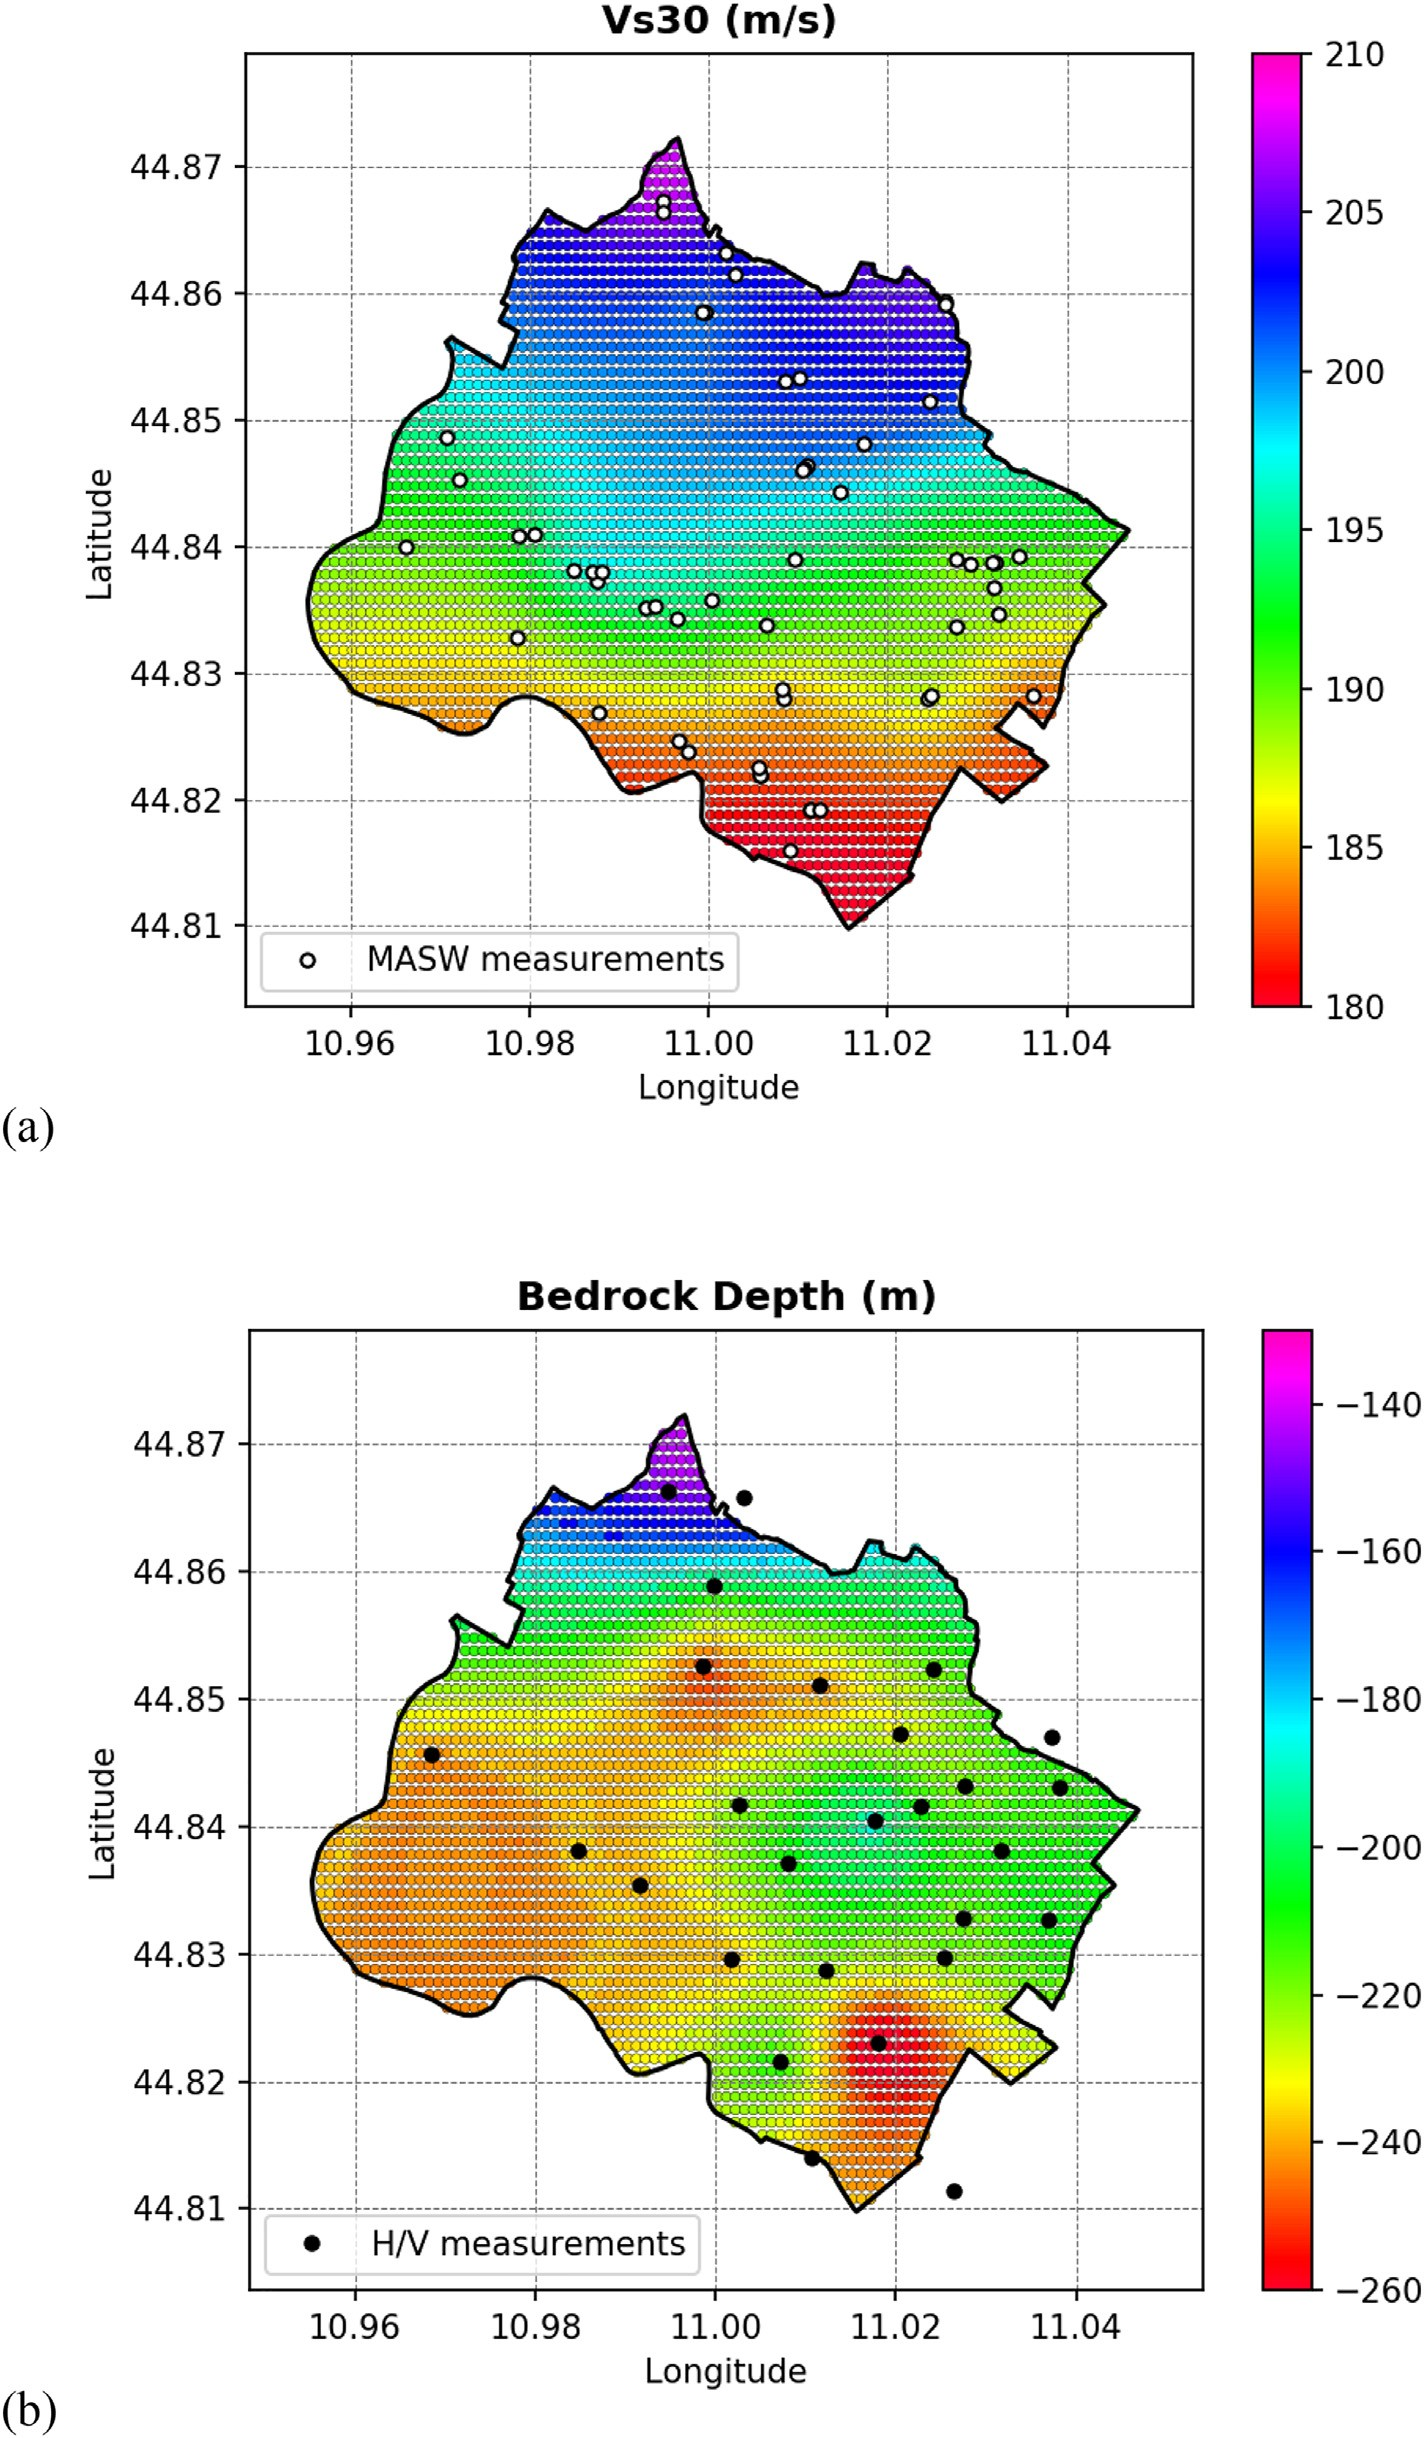 Vs30 (m/s)
210
44.87
205
44.86
200
44.85
195
Latitude
44.84
190
44.83
185
44.82
44.81
MASW measurements
180
10.96 10.98 11.00 11.02 11.04
Longitude
(a)
Bedrock Depth (m)
−140
44.87
−160
44.86
−180
44.85
Latitude
44.84
−200
44.83
−220
44.82
−240
44.81
H/V measurements
−260
10.96 10.98 11.00 11.02 11.04
Longitude
(b)